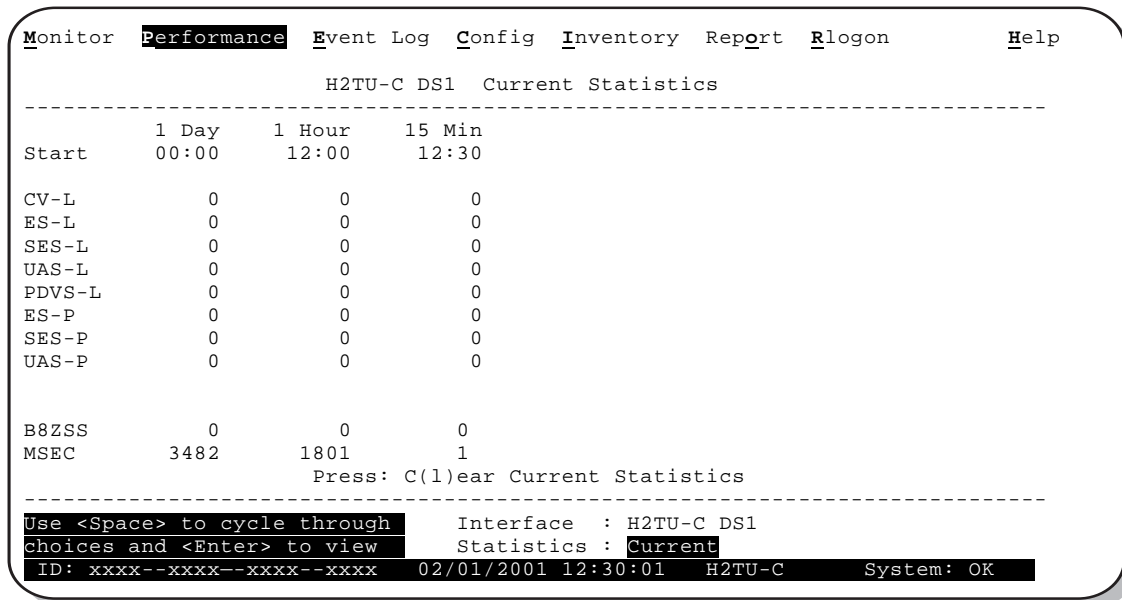 Monitor Performance Event Log Config Inventory Report Rlogon Help
H2TU-C DS1 Current Statistics
--------------------------------------------------------------------------------
1 Day 1 Hour 15 Min
Start 00:00 12:00 12:30
CV-L 0 0 0
ES-L 0 0 0
SES-L 0 0 0
UAS-L 0 0 0
PDVS-L 0 0 0
ES-P 0 0 0
SES-P 0 0 0
UAS-P 0 0 0
B8ZSS 0 0 0
MSEC 3482 1801 1
Press: C(l)ear Current Statistics
--------------------------------------------------------------------------------
Use <Space> to cycle through Interface : H2TU-C DS1
choices and <Enter> to view Statistics : Current
ID: xxxx--xxxx—-xxxx--xxxx 02/01/2001 12:30:01 H2TU-C System: OK